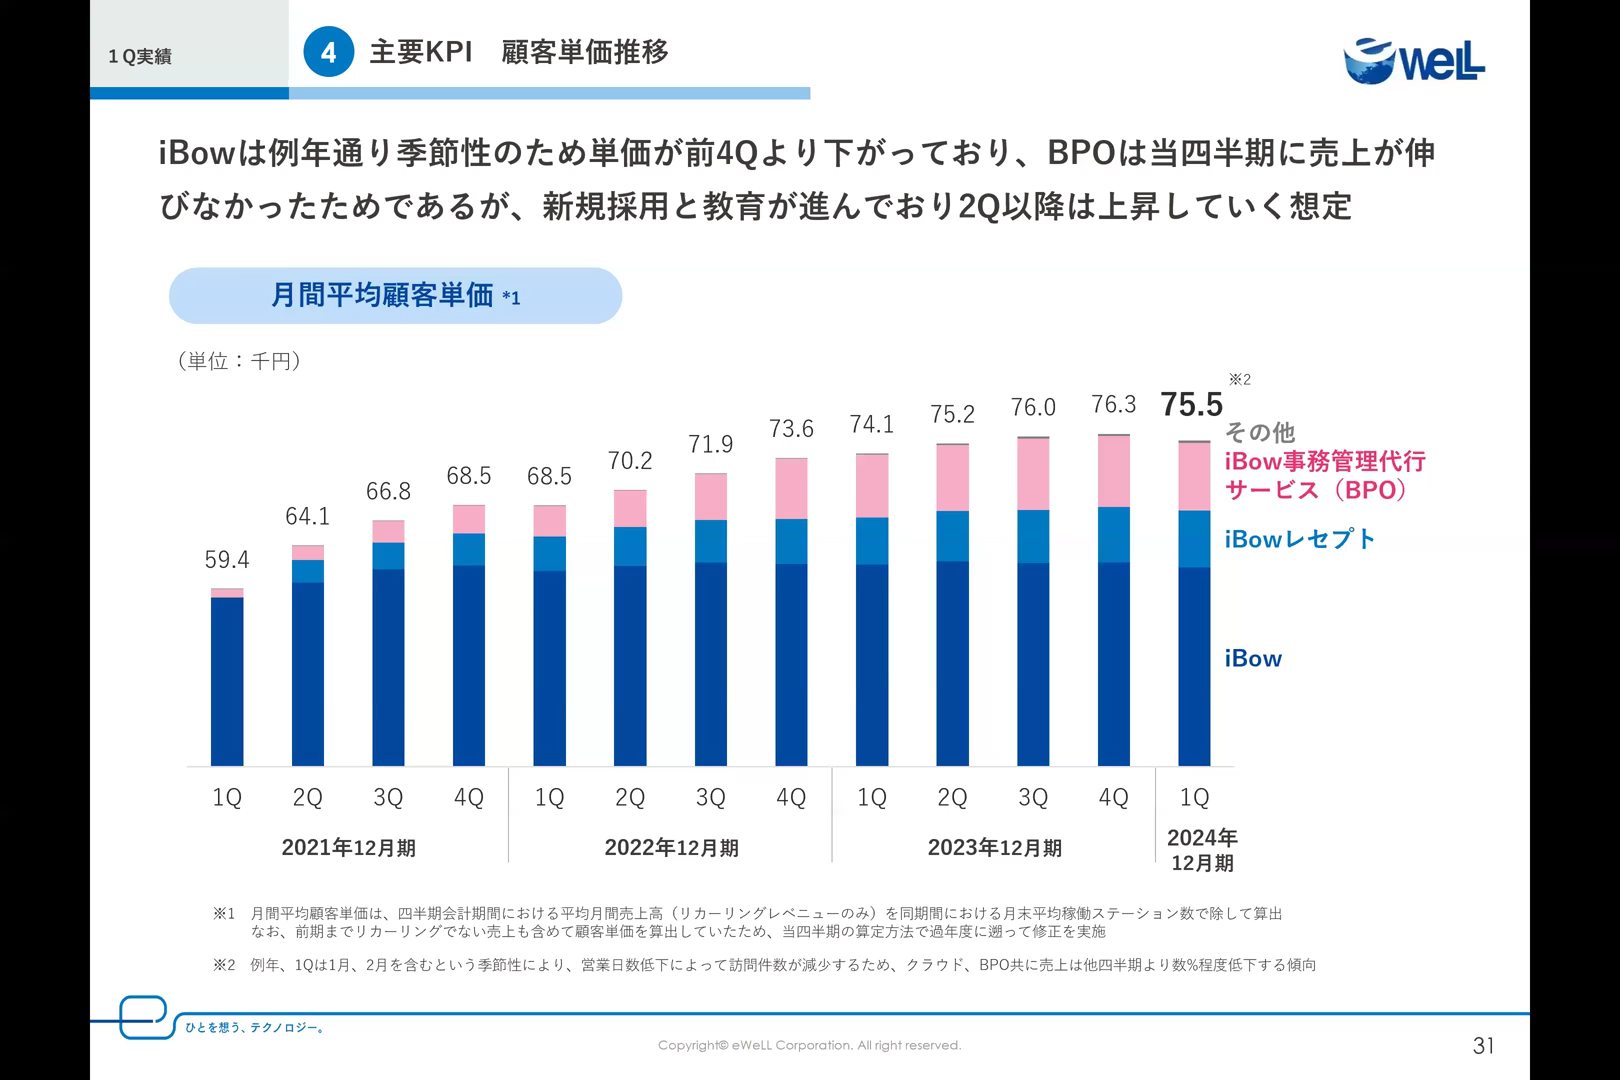 1Q実績
4 主要KPI 顧客単価推移
eWeLL
iBowは例年通り季節性のため単価が前4Qより下がっており、BPOは当四半期に売上が伸
びなかったためであるが、新規採用と教育が進んでおり2Q以降は上昇していく想定
月間平均顧客単価 *1
（単位：千円）
59.4 64.1 66.8 68.5 68.5 70.2 71.9 73.6 74.1 75.2 76.0 76.3 75.5 ※2
その他
iBow事務管理代行
サービス（BPO）
iBowレセプト
iBow
1Q 2Q 3Q 4Q 1Q 2Q 3Q 4Q 1Q 2Q 3Q 4Q 1Q
2021年12月期 2022年12月期 2023年12月期 2024年
12月期
※1 月間平均顧客単価は、四半期会計期間における平均月間売上高（リカーリングレベニューのみ）を同期間における月末平均稼働ステーション数で除して算出
なお、前期までリカーリングでない売上も含めて顧客単価を算出していたため、当四半期の算定方法で過年度に遡って修正を実施
※2 例年、1Qは1月、2月を含むという季節性により、営業日数低下によって訪問件数が減少するため、クラウド、BPO共に売上は他四半期より数%程度低下する傾向
ひとを想う、テクノロジー。
Copyright© eWeLL Corporation. All right reserved.
31